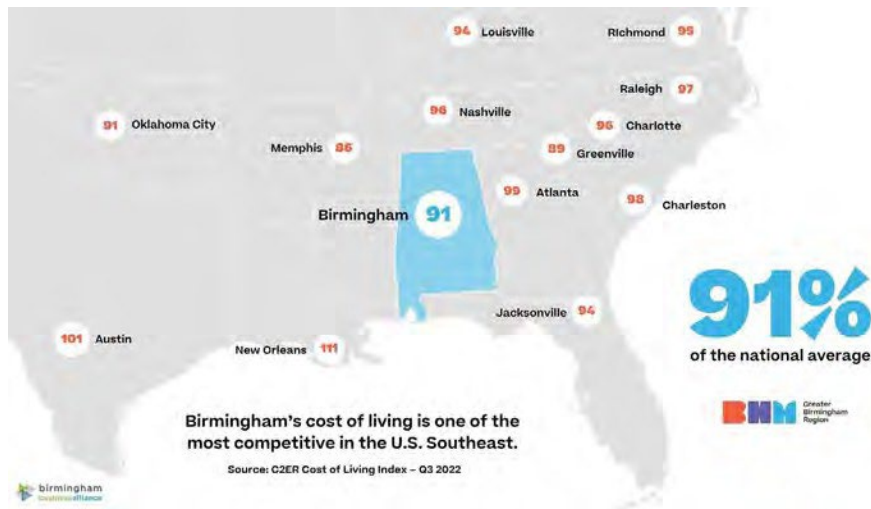 94 Louisville
RIchmond 95
Raleigh 97
96 Nashville
91 Oklahoma City
96 Charlotte
Memphis 86
89 Greenville
99 Atlanta
98 Charleston
Birmingham 91
Jacksonville 94
101 Austin
New Orleans 111
91%
of the national average
Birmingham's cost of living is one of the
most competitive in the U.S. Southeast.
Source: C2ER Cost of Living Index – Q3 2022
BHM Greater
Birmingham
Region
birmingham
businessalliance